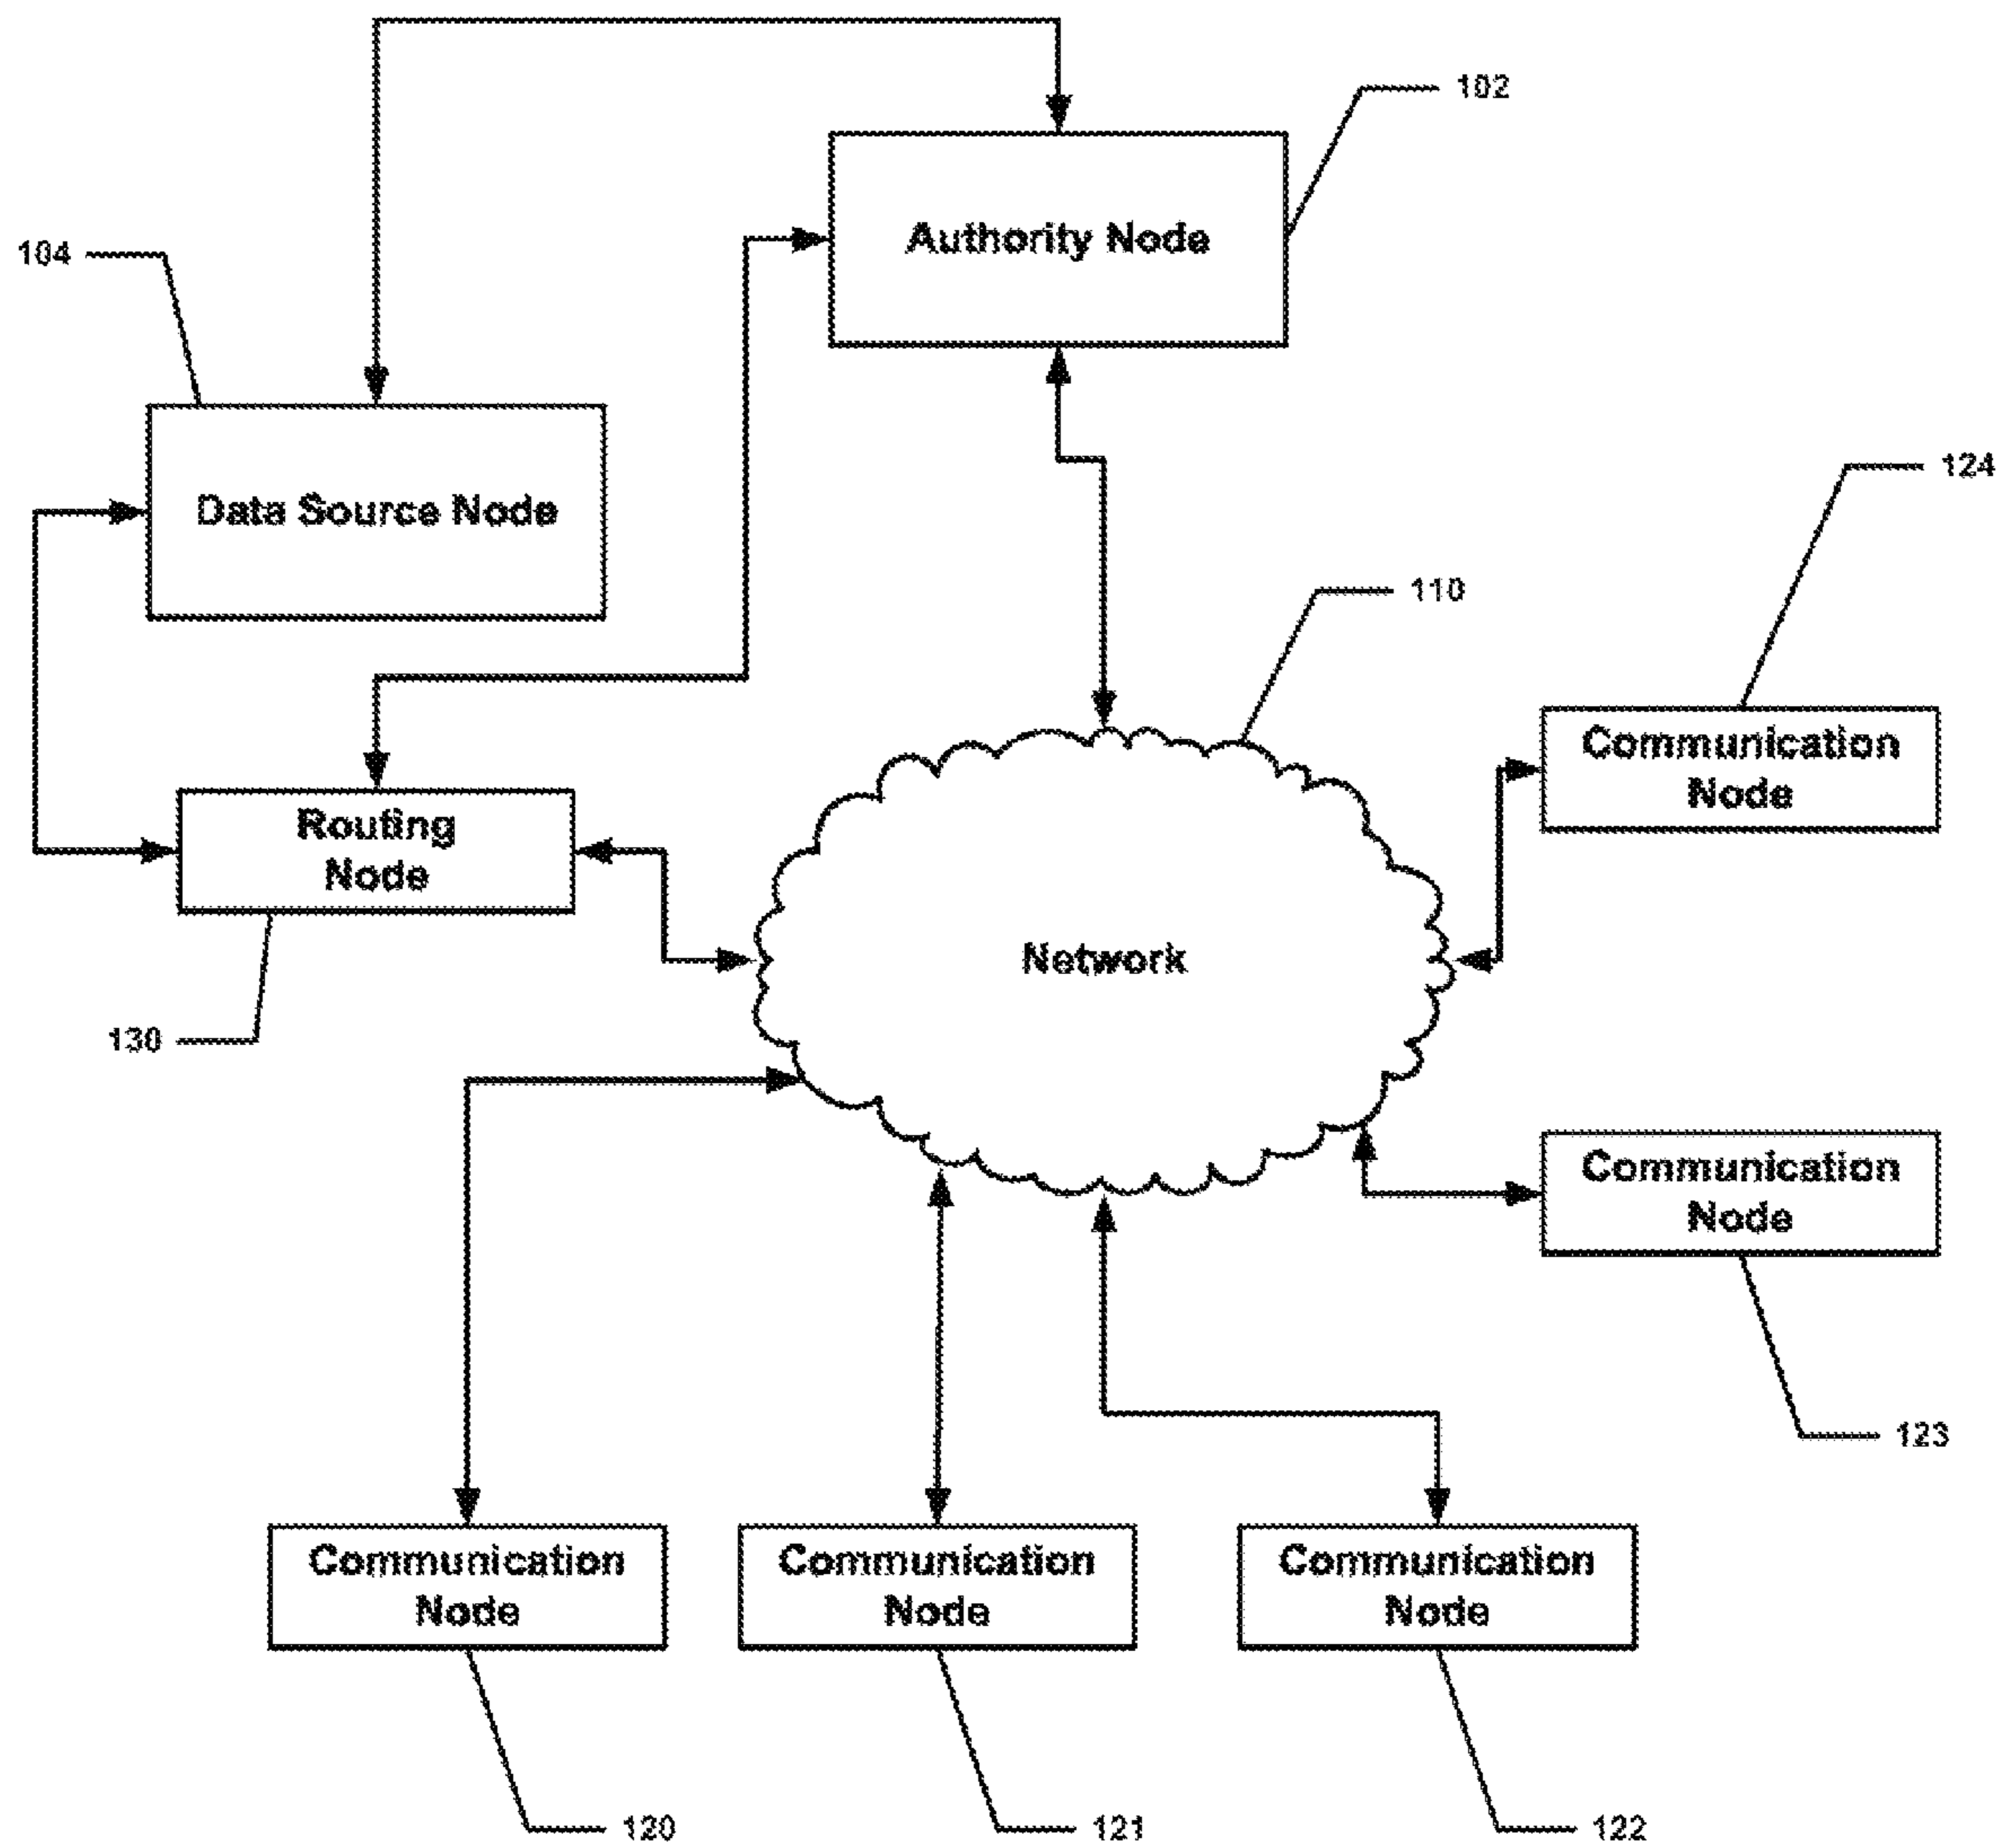 102
Authority Node
104
Data Source Node
124
110
Communication
Node
Routing
Node
Network
130
Communication
Node
123
Communication
Node
Communication
Node
Communication
Node
120
121
122